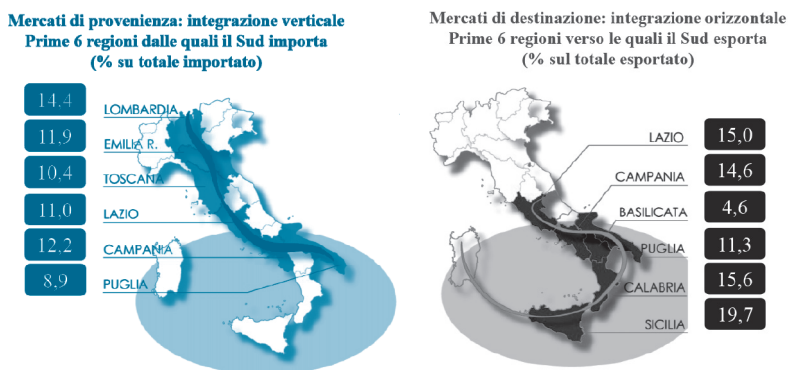 Mercati di provenienza: integrazione verticale
Prime 6 regioni dalle quali il Sud importa
(% su totale importato)
14,4 LOMBARDIA
11,9 EMILIA R.
10,4 TOSCANA
11,0 LAZIO
12,2 CAMPANIA
8,9 PUGLIA
Mercati di destinazione: integrazione orizzontale
Prime 6 regioni verso le quali il Sud esporta
(% sul totale esportato)
LAZIO 15,0
CAMPANIA 14,6
BASILICATA 4,6
PUGLIA 11,3
CALABRIA 15,6
SICILIA 19,7